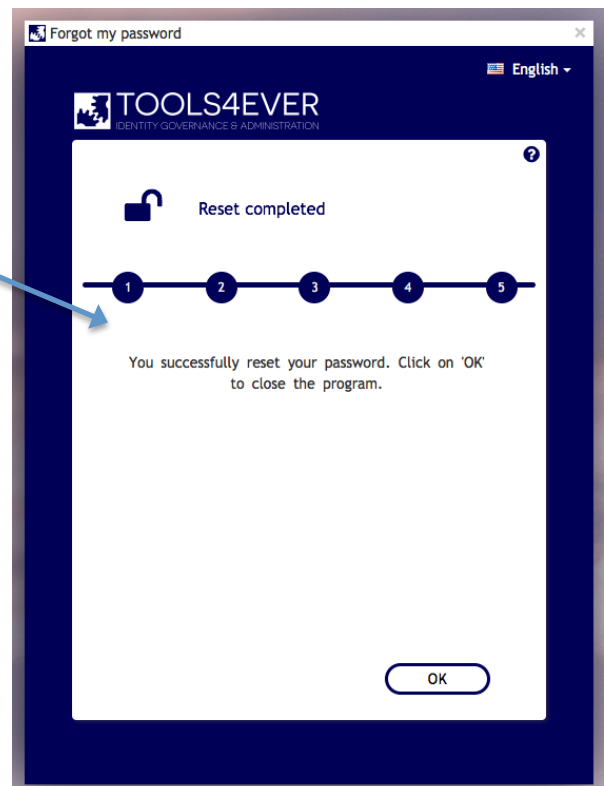 Forgot my password
English
TOOLS4EVER
IDENTITY GOVERNANCE & ADMINISTRATION
?
Reset completed
1 2 3 4 5
You successfully reset your password. Click on 'OK'
to close the program.
OK